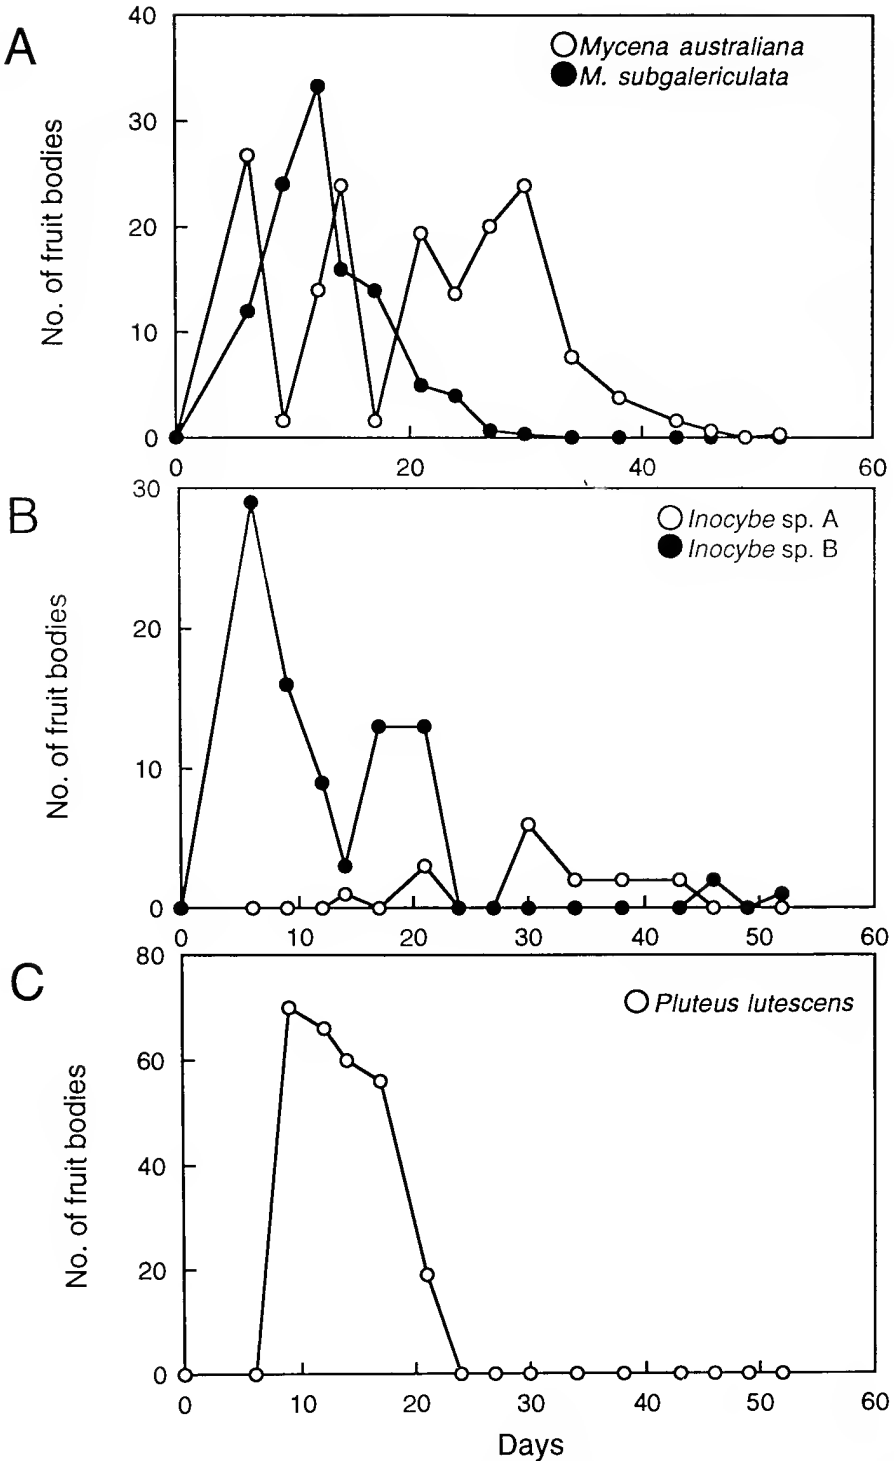 A
40
Mycena australiana
M. subgalericulata
30
No. of fruit bodies
20
10
0
0 20 40 60
B
30
Inocybe sp. A
Inocybe sp. B
20
No. of fruit bodies
10
0
0 10 20 30 40 50 60
C
80
Pluteus lutescens
60
No. of fruit bodies
40
20
0
0 10 20 30 40 50 60
Days